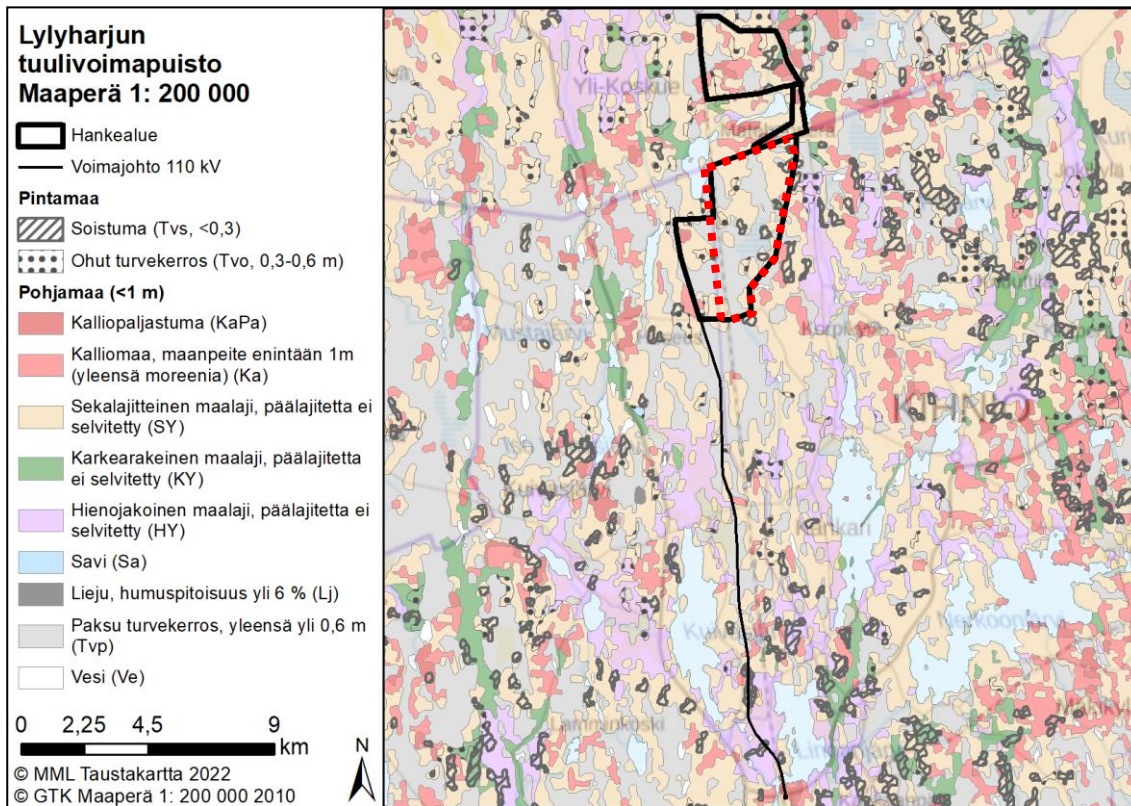 Lylyharjun
tuulivoimapuisto
Maaperä 1: 200 000
Hankealue
Voimajohto 110 kV
Pintamaa
Soistuma (Tvs, <0,3)
Ohut turvekerros (Tvo, 0,3-0,6 m)
Pohjamaa (<1 m)
Kalliopaljastuma (KaPa)
Kalliomaa, maanpeite enintään 1m
(yleensä moreenia) (Ka)
Sekalajitteinen maalaji, päälajitetta ei
selvitetty (SY)
Karkearakeinen maalaji, päälajitetta
ei selvitetty (KY)
Hienojakoinen maalaji, päälajitetta ei
selvitetty (HY)
Savi (Sa)
Lieju, humuspitoisuus yli 6 % (Lj)
Paksu turvekerros, yleensä yli 0,6 m
(Tvp)
Vesi (Ve)
0 2,25 4,5 9
km
N
© MML Taustakartta 2022
© GTK Maaperä 1: 200 000 2010
Yli-Koskue
KIHNIÖ
Kankari
Nerkoonjärvi
Lamminkoski